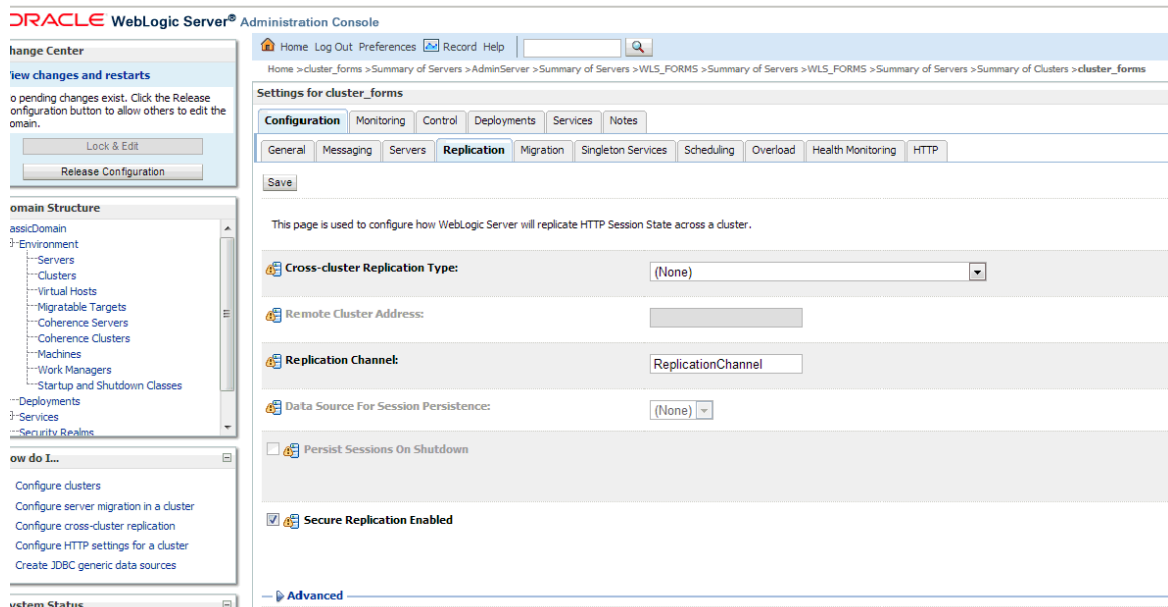 ORACLE WebLogic Server® Administration Console
hange Center
iew changes and restarts
o pending changes exist. Click the Release
onfiguration button to allow others to edit the
omain.
Lock & Edit
Release Configuration
omain Structure
assicDomain
Environment
Servers
Clusters
Virtual Hosts
Migratable Targets
Coherence Servers
Coherence Clusters
Machines
Work Managers
Startup and Shutdown Classes
Deployments
Services
Security Realms
ow do I...
Configure clusters
Configure server migration in a cluster
Configure cross-cluster replication
Configure HTTP settings for a cluster
Create JDBC generic data sources
ystem Status
Home Log Out Preferences Record Help
Home >cluster_forms >Summary of Servers >AdminServer >Summary of Servers >WLS_FORMS >Summary of Servers >WLS_FORMS >Summary of Servers >Summary of Clusters >cluster_forms
Settings for cluster_forms
Configuration Monitoring Control Deployments Services Notes
General Messaging Servers Replication Migration Singleton Services Scheduling Overload Health Monitoring HTTP
Save
This page is used to configure how WebLogic Server will replicate HTTP Session State across a cluster.
Cross-cluster Replication Type: (None)
Remote Cluster Address:
Replication Channel: ReplicationChannel
Data Source For Session Persistence: (None)
Persist Sessions On Shutdown
Secure Replication Enabled
Advanced